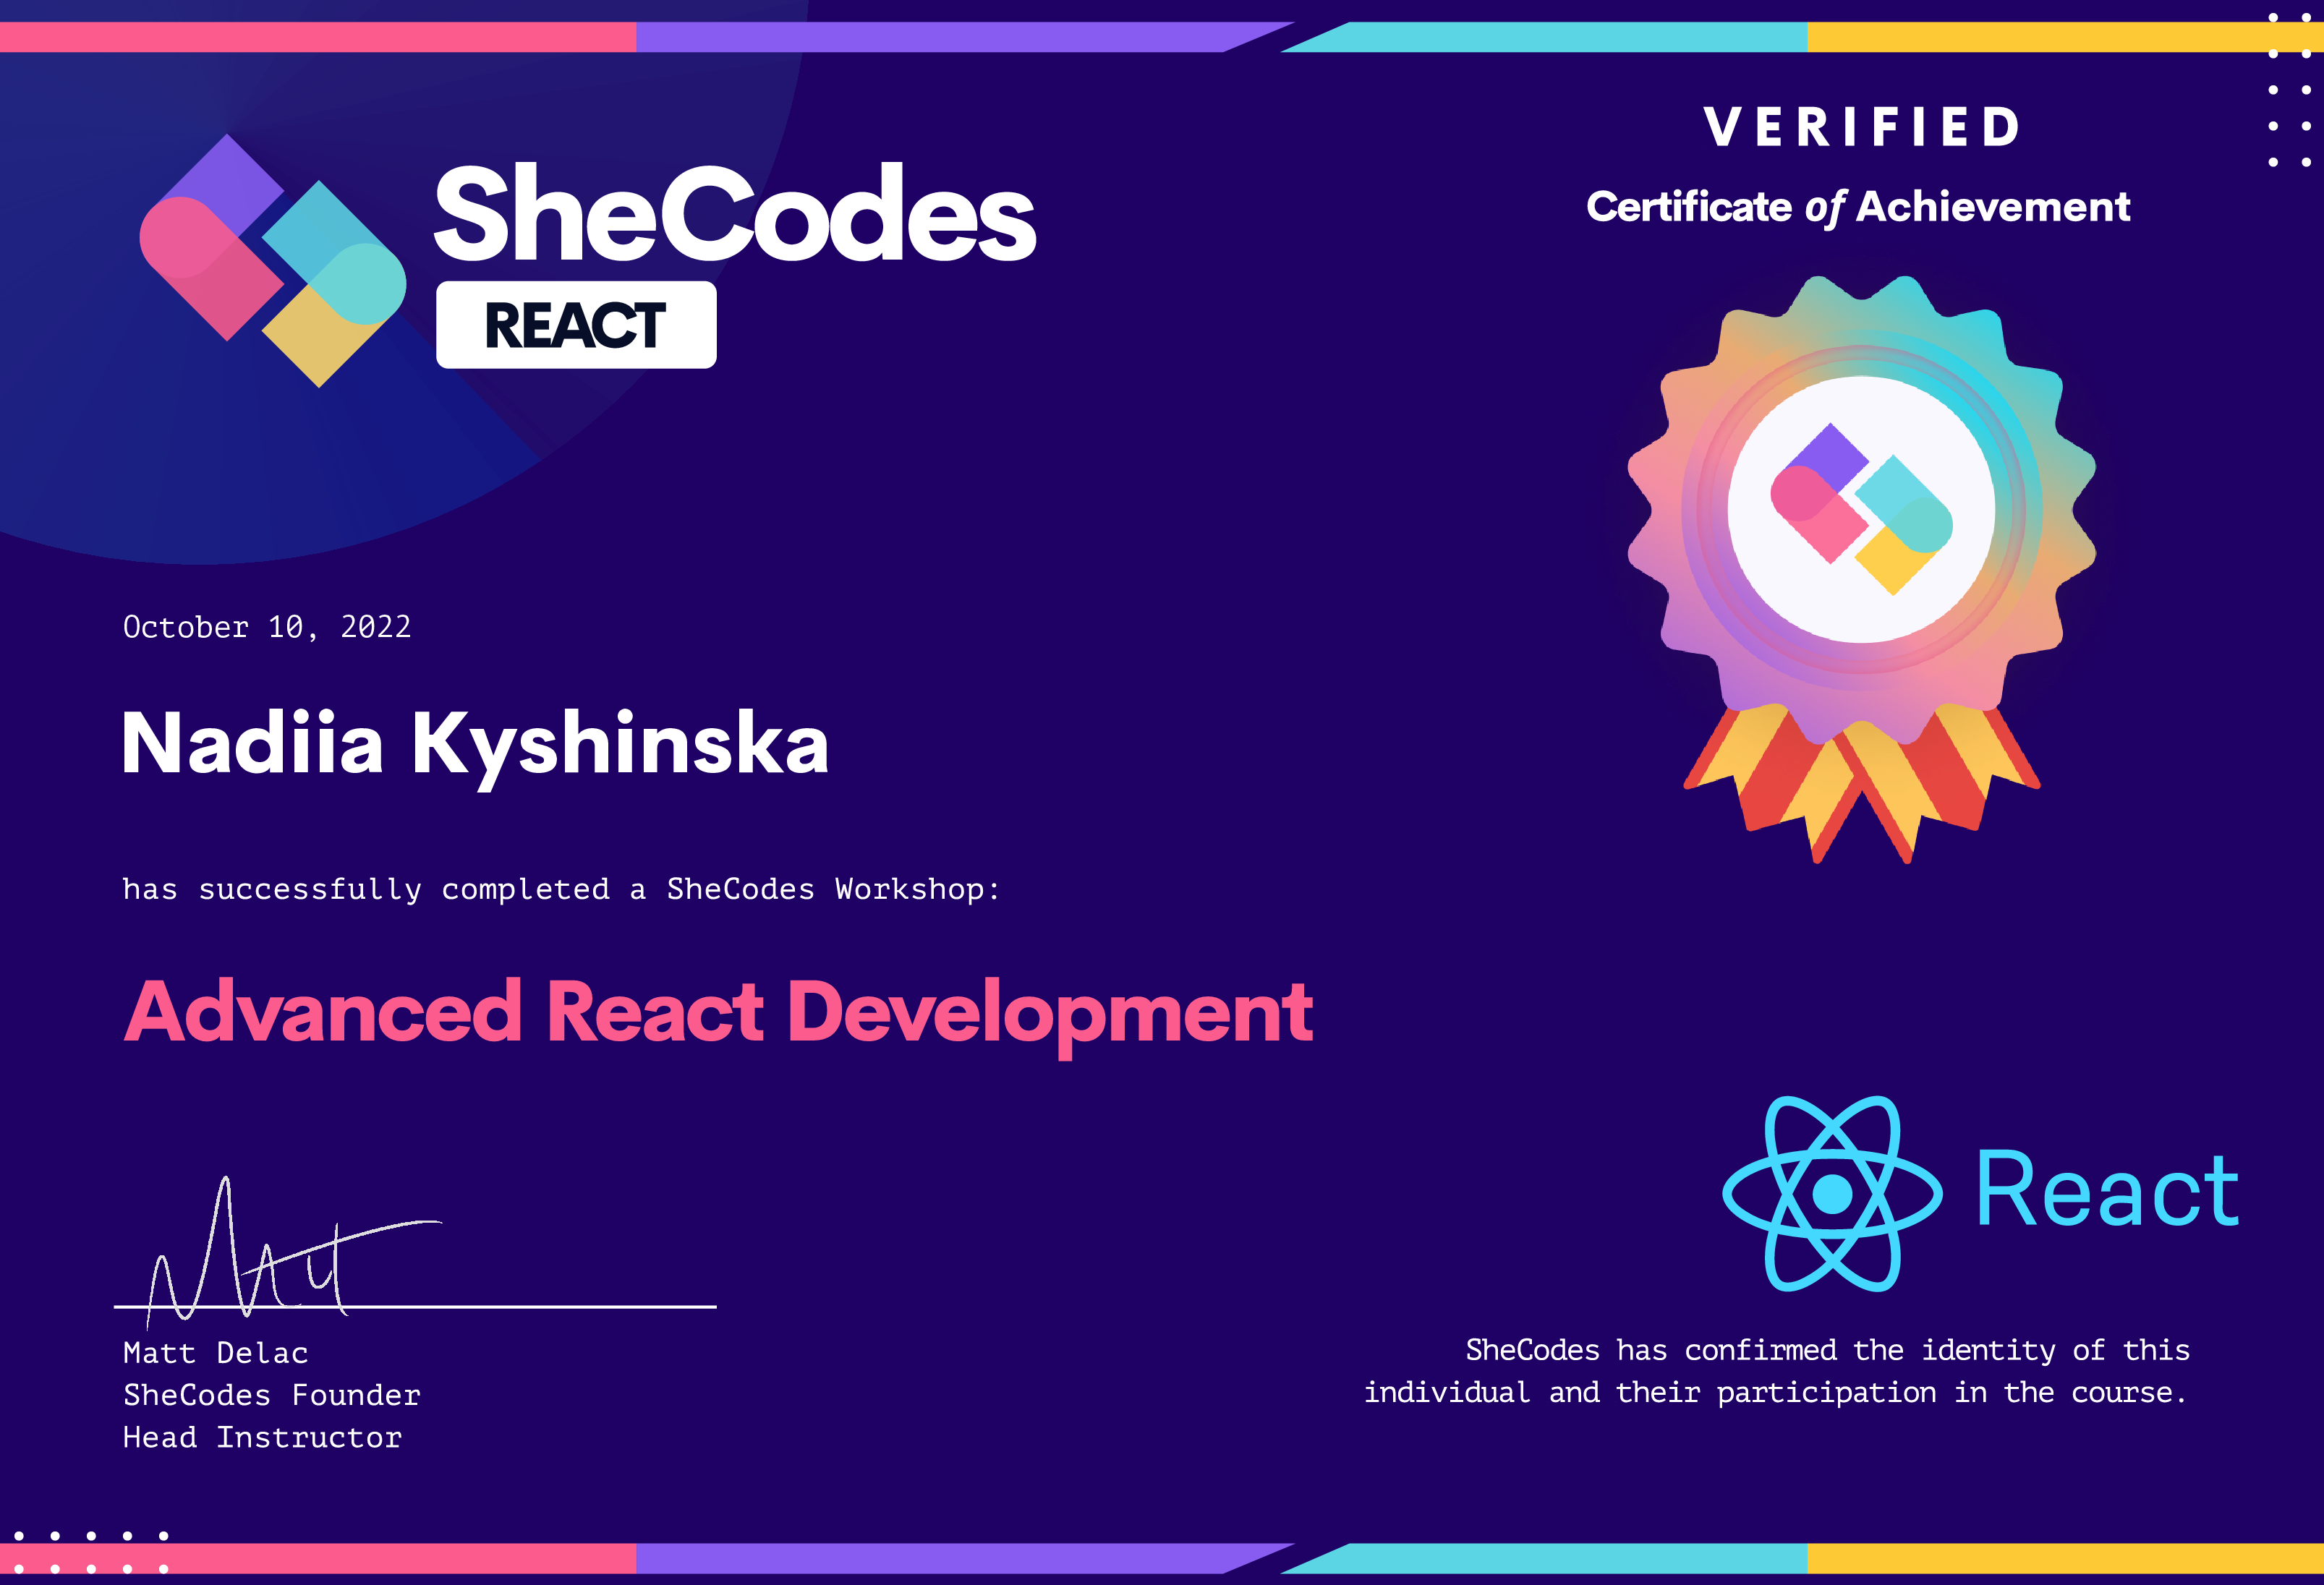 SheCodes
REACT
VERIFIED
Certificate of Achievement
October 10, 2022
Nadiia Kyshinska
has successfully completed a SheCodes Workshop:
Advanced React Development
React
Matt Delac
SheCodes Founder
Head Instructor
SheCodes has confirmed the identity of this
individual and their participation in the course.